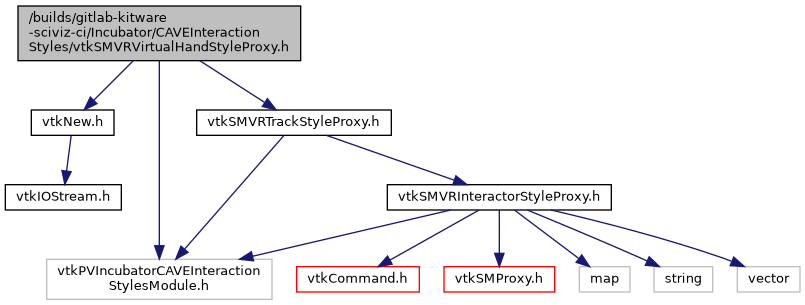 /builds/gitlab-kitware
-sciviz-ci/Incubator/CAVEInteraction
Styles/vtkSMVRVirtualHandStyleProxy.h
vtkNew.h
vtkSMVRTrackStyleProxy.h
vtkIOStream.h
vtkSMVRInteractorStyleProxy.h
vtkPVIncubatorCAVEInteraction
StylesModule.h
vtkCommand.h
vtkSMProxy.h
map
string
vector